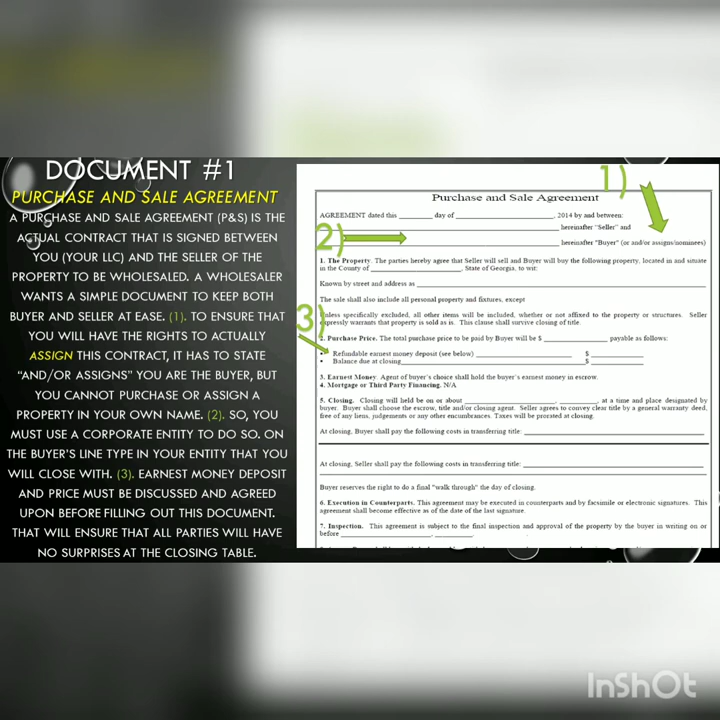 DOCUMENT #1
PURCHASE AND SALE AGREEMENT
A PURCHASE AND SALE AGREEMENT (P&S) IS THE
ACTUAL CONTRACT THAT IS SIGNED BETWEEN
YOU (YOUR LLC) AND THE SELLER OF THE
PROPERTY TO BE WHOLESALED. A WHOLESALER
WANTS A SIMPLE DOCUMENT TO KEEP BOTH
BUYER AND SELLER AT EASE. (1). TO ENSURE THAT
YOU WILL HAVE THE RIGHTS TO ACTUALLY
ASSIGN THIS CONTRACT, IT HAS TO STATE
"AND/OR ASSIGNS" YOU ARE THE BUYER, BUT
YOU CANNOT PURCHASE OR ASSIGN A
PROPERTY IN YOUR OWN NAME. (2). SO, YOU
MUST USE A CORPORATE ENTITY TO DO SO. ON
THE BUYER'S LINE TYPE IN YOUR ENTITY THAT YOU
WILL CLOSE WITH. (3). EARNEST MONEY DEPOSIT
AND PRICE MUST BE DISCUSSED AND AGREED
UPON BEFORE FILLING OUT THIS DOCUMENT.
THAT WILL ENSURE THAT ALL PARTIES WILL HAVE
NO SURPRISES AT THE CLOSING TABLE.
1)
Purchase and Sale Agreement
AGREEMENT dated this ________ day of ________________________, 2014 by and between:
________________________ hereinafter "Seller" and
2)
________________________ hereinafter "Buyer" (or and/or assigns/nominees)
1. The Property. The parties hereby agree that Seller will sell and Buyer will buy the following property, located in and situate
in the County of ______________________, State of Georgia, to wit:
Known by street and address as ________________________
The sale shall also include all personal property and fixtures, except
3)
Unless specifically excluded, all other items will be included, whether or not affixed to the property or structures. Seller
expressly warrants that property is sold as is. This clause shall survive closing of title.
2. Purchase Price. The total purchase price to be paid by Buyer will be $ ______________ payable as follows:
• Refundable earnest money deposit (see below) ______________________ $ ____________
• Balance due at closing______________________ $ ____________
3. Earnest Money. Agent of buyer's choice shall hold the buyer's earnest money in escrow.
4. Mortgage or Third Party Financing. N/A
5. Closing. Closing will be held on or about ______________, ________, at a time and place designated by
buyer. Buyer shall choose the escrow, title and/or closing agent. Seller agrees to convey clear title by a general warranty deed,
free of any liens, judgements or any other encumbrances. Taxes will be prorated at closing.
At closing, Buyer shall pay the following costs in transferring title: ________________________
At closing, Seller shall pay the following costs in transferring title: ________________________
Buyer reserves the right to do a final "walk through" the day of closing.
6. Execution in Counterparts. This agreement may be executed in counterparts and by facsimile or electronic signatures. This
agreement shall become effective as of the date of the last signature.
7. Inspection. This agreement is subject to the final inspection and approval of the property by the buyer in writing on or
before ____________________, __________.
InShOt